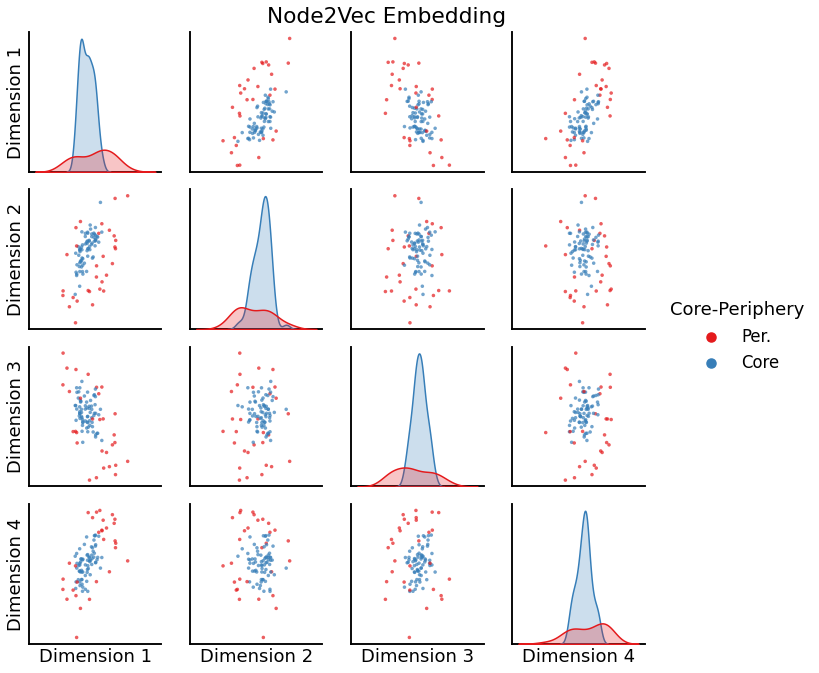 Node2Vec Embedding
Dimension 1
Dimension 2
Dimension 3
Dimension 4
Dimension 1
Dimension 2
Dimension 3
Dimension 4
Core-Periphery
Per.
Core